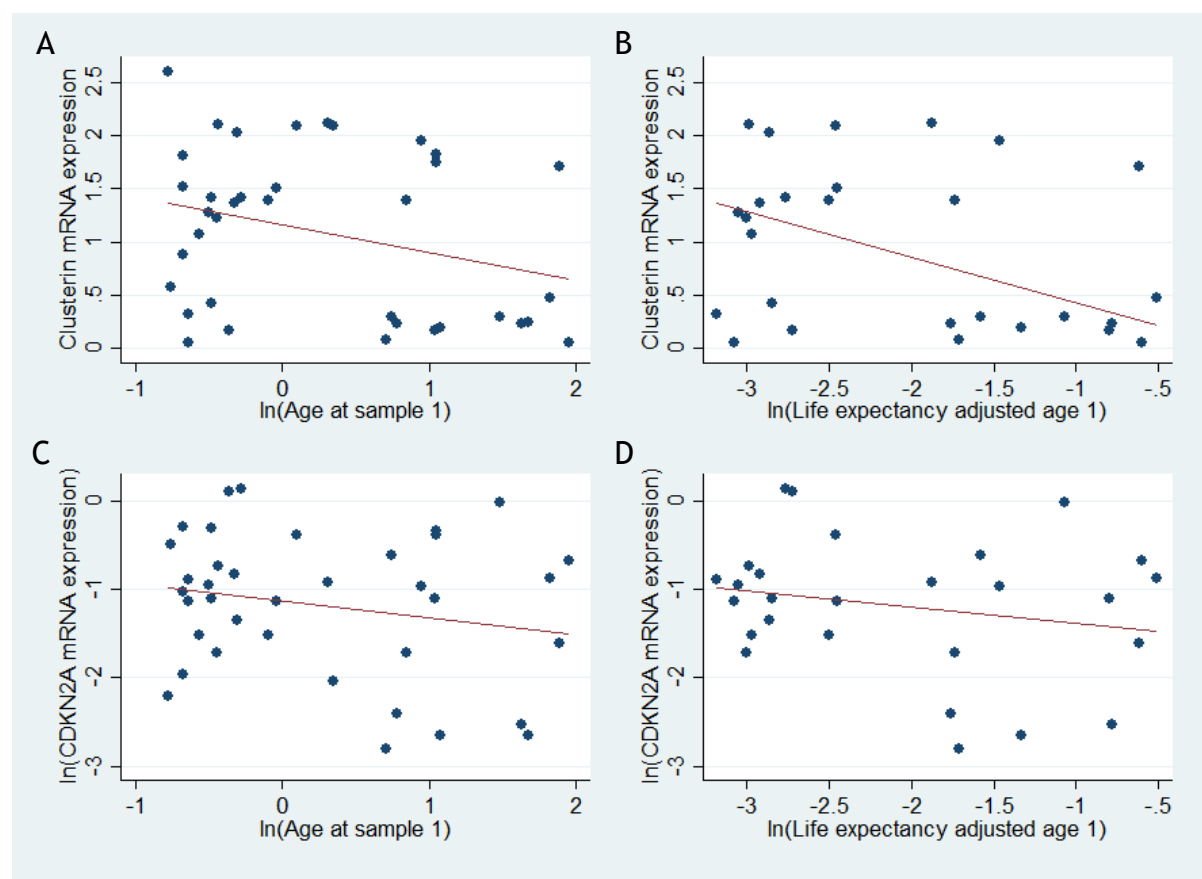 A
Clusterin mRNA expression
2.5
2
1.5
1
.5
0
-1 0 1 2
ln(Age at sample 1)
B
Clusterin mRNA expression
2.5
2
1.5
1
.5
0
-3 -2.5 -2 -1.5 -1 -.5
ln(Life expectancy adjusted age 1)
C
ln(CDKN2A mRNA expression)
0
-1
-2
-3
-1 0 1 2
ln(Age at sample 1)
D
ln(CDKN2A mRNA expression)
0
-1
-2
-3
-3 -2.5 -2 -1.5 -1 -.5
ln(Life expectancy adjusted age 1)